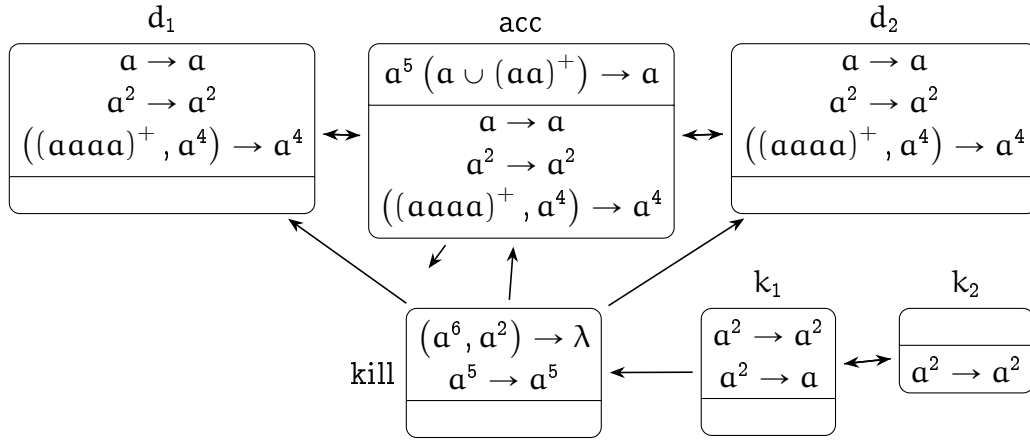 d₁
a → a
a² → a²
((aaaa)⁺, a⁴) → a⁴
acc
a⁵ (a ∪ (aa)⁺) → a
a → a
a² → a²
((aaaa)⁺, a⁴) → a⁴
d₂
a → a
a² → a²
((aaaa)⁺, a⁴) → a⁴
kill
(a⁶, a²) → λ
a⁵ → a⁵
k₁
a² → a²
a² → a
k₂
a² → a²